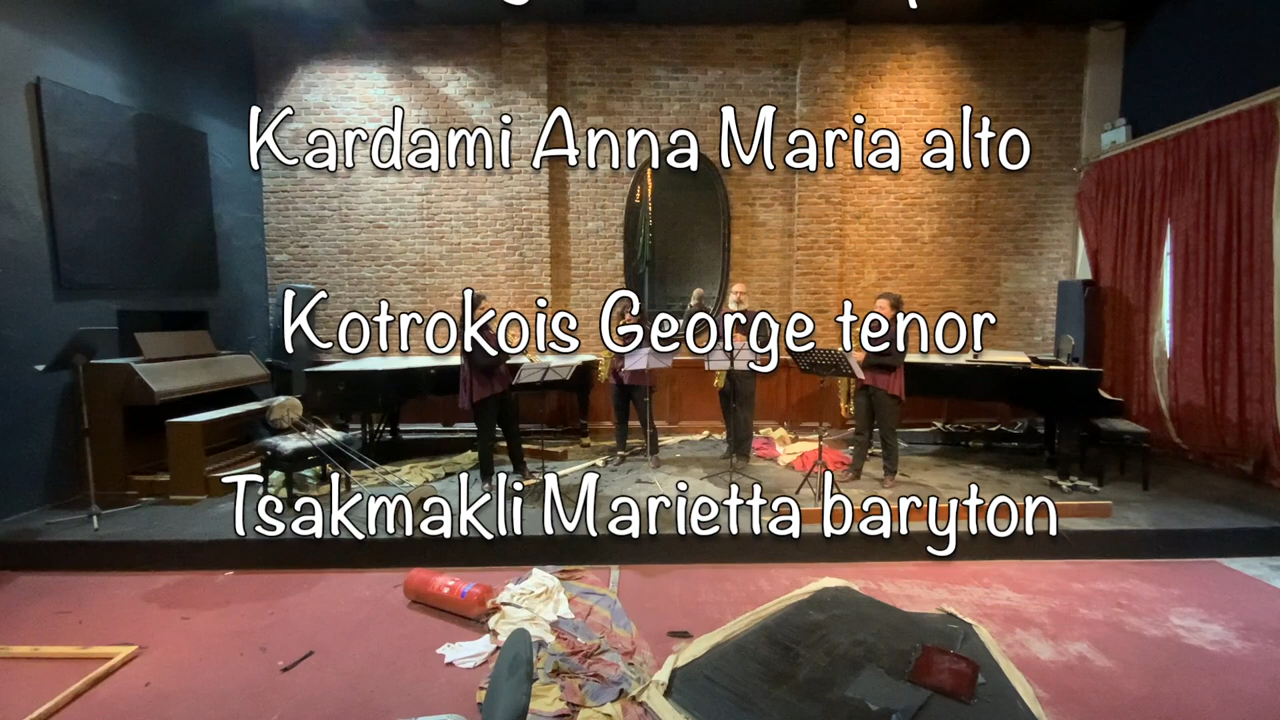 Kardami Anna Maria alto
Kotrokois George tenor
Tsakmakli Marietta baryton